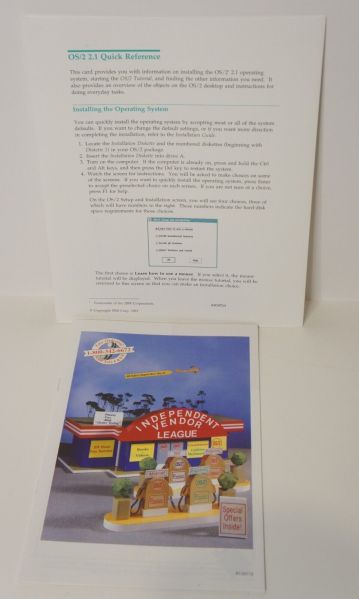 OS/2 2.1 Quick Reference
This card provides you with information on installing the OS/2 2.1 operating
system, starting the OS/2 Tutorial, and finding the other information you need. It
also provides an overview of the objects on the OS/2 desktop and instructions for
doing everyday tasks.
Installing the Operating System
You can quickly install the operating system by accepting most or all of the system
defaults. If you want to change the default settings, or if you want more direction
in completing the installation, refer to the Installation Guide.
1. Locate the Installation Diskette and the numbered diskettes (beginning with
Diskette 1) in your OS/2 package.
2. Insert the Installation Diskette into drive A.
3. Turn on the computer. If the computer is already on, press and hold the Ctrl
and Alt keys, and then press the Del key to restart the system.
4. Watch the screen for instructions. You will be asked to make choices on some
of the screens. If you want to quickly install the operating system, press Enter
to accept the preselected choice on each screen. If you are not sure of a choice,
press F1 for help.
On the OS/2 Setup and Installation screen, you will see four choices, three of
which will have numbers to the right. These numbers indicate the hard-disk
space requirements for those choices.
The first choice is Learn how to use a mouse. If you select it, the mouse
tutorial will be displayed. When you leave the mouse tutorial, you will be
returned to this screen so that you can make an installation choice.
Trademarks of the IBM Corporation
© Copyright IBM Corp. 1993
1-800-342-6672
INDEPENDENT
VENDOR
LEAGUE
Books
Videos
Special
Offers
Inside!